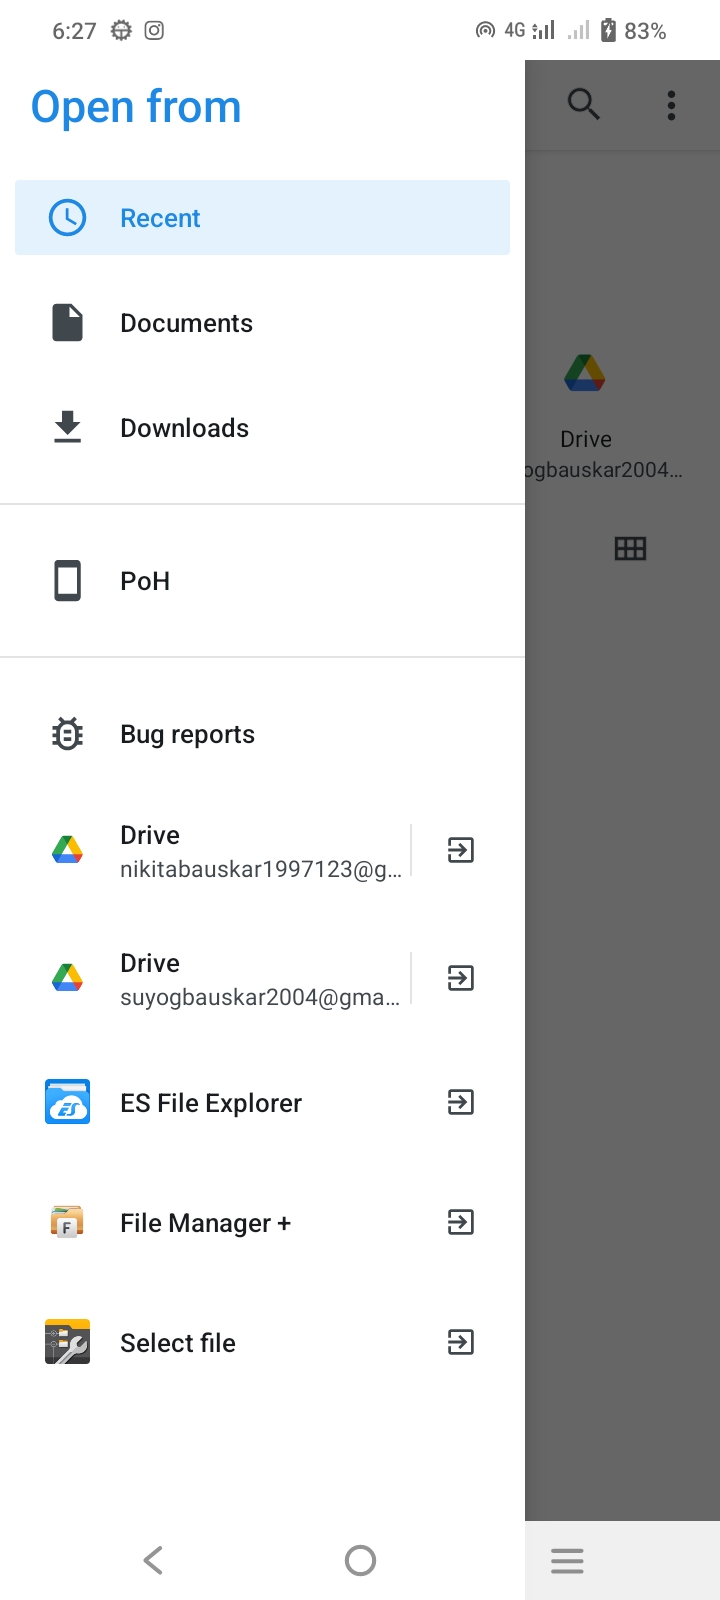 6:27
4G
83%
Open from
Recent
Documents
Downloads
Drive
ogbauskar2004...
PoH
Bug reports
Drive
nikitabauskar1997123@g...
Drive
suyogbauskar2004@gma...
ES File Explorer
File Manager +
Select file